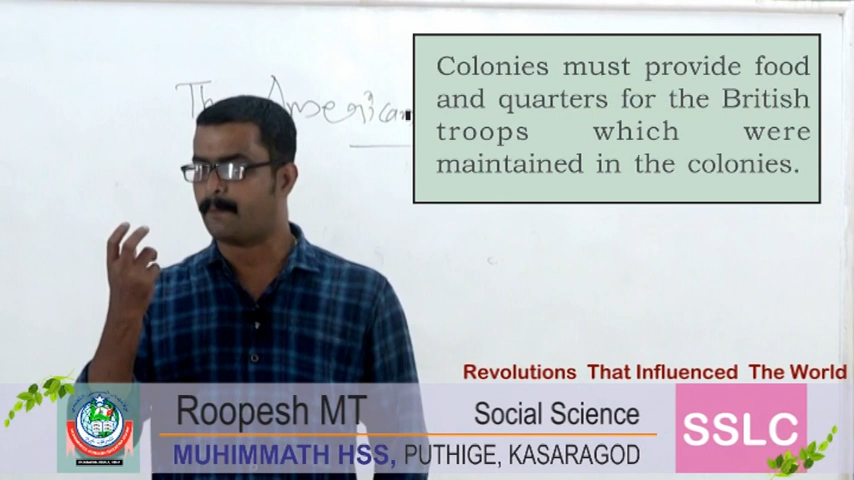 The American
Colonies must provide food
and quarters for the British
troops which were
maintained in the colonies.
Revolutions That Influenced The World
Roopesh MT
Social Science
SSLC
MUHIMMATH HSS, PUTHIGE, KASARAGOD